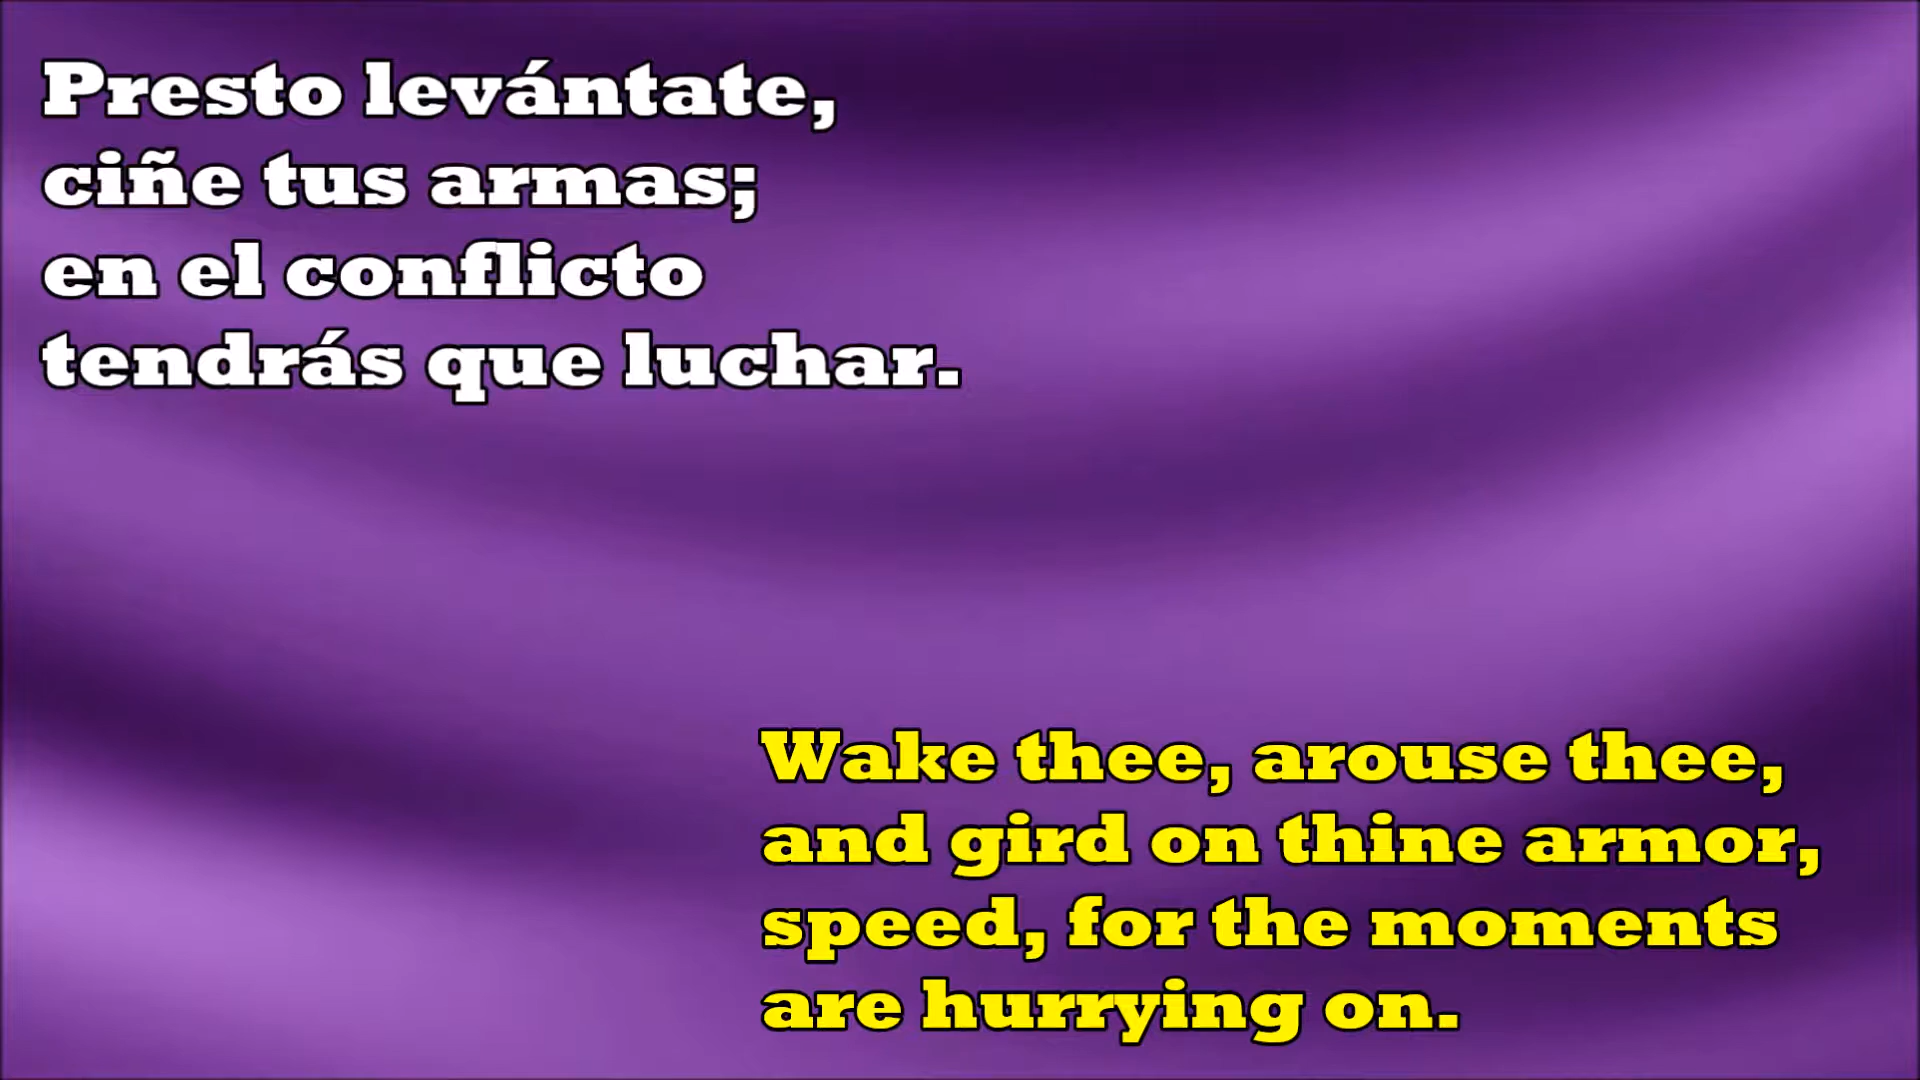 Presto levántate,
ciñe tus armas;
en el conflicto
tendrás que luchar.
Wake thee, arouse thee,
and gird on thine armor,
speed, for the moments
are hurrying on.